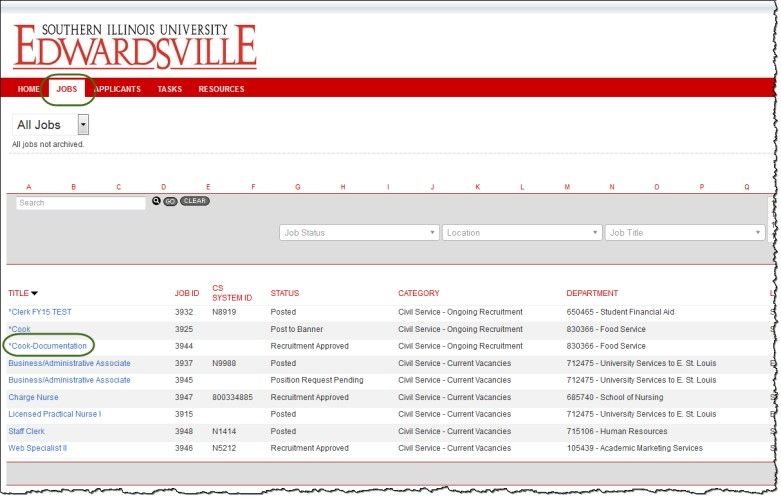 SOUTHERN ILLINOIS UNIVERSITY
EDWARDSVILLE
HOME JOBS APPLICANTS TASKS RESOURCES
All Jobs
All jobs not archived.
A B C D E F G H I J K L M N O P Q
Search GO CLEAR
Job Status Location Job Title
TITLE JOB ID CS SYSTEM ID STATUS CATEGORY DEPARTMENT
*Clerk FY15 TEST 3932 N8919 Posted Civil Service - Ongoing Recruitment 650465 - Student Financial Aid
*Cook 3925 Post to Banner Civil Service - Ongoing Recruitment 830366 - Food Service
*Cook-Documentation 3944 Recruitment Approved Civil Service - Ongoing Recruitment 830366 - Food Service
Business/Administrative Associate 3937 N9988 Posted Civil Service - Current Vacancies 712475 - University Services to E. St. Louis
Business/Administrative Associate 3945 Position Request Pending Civil Service - Current Vacancies 712475 - University Services to E. St. Louis
Charge Nurse 3947 800334885 Recruitment Approved Civil Service - Current Vacancies 685740 - School of Nursing
Licensed Practical Nurse I 3915 Posted Civil Service - Current Vacancies 712475 - University Services to E. St. Louis
Staff Clerk 3948 N1414 Posted Civil Service - Current Vacancies 715106 - Human Resources
Web Specialist II 3946 N5212 Recruitment Approved Civil Service - Current Vacancies 105439 - Academic Marketing Services